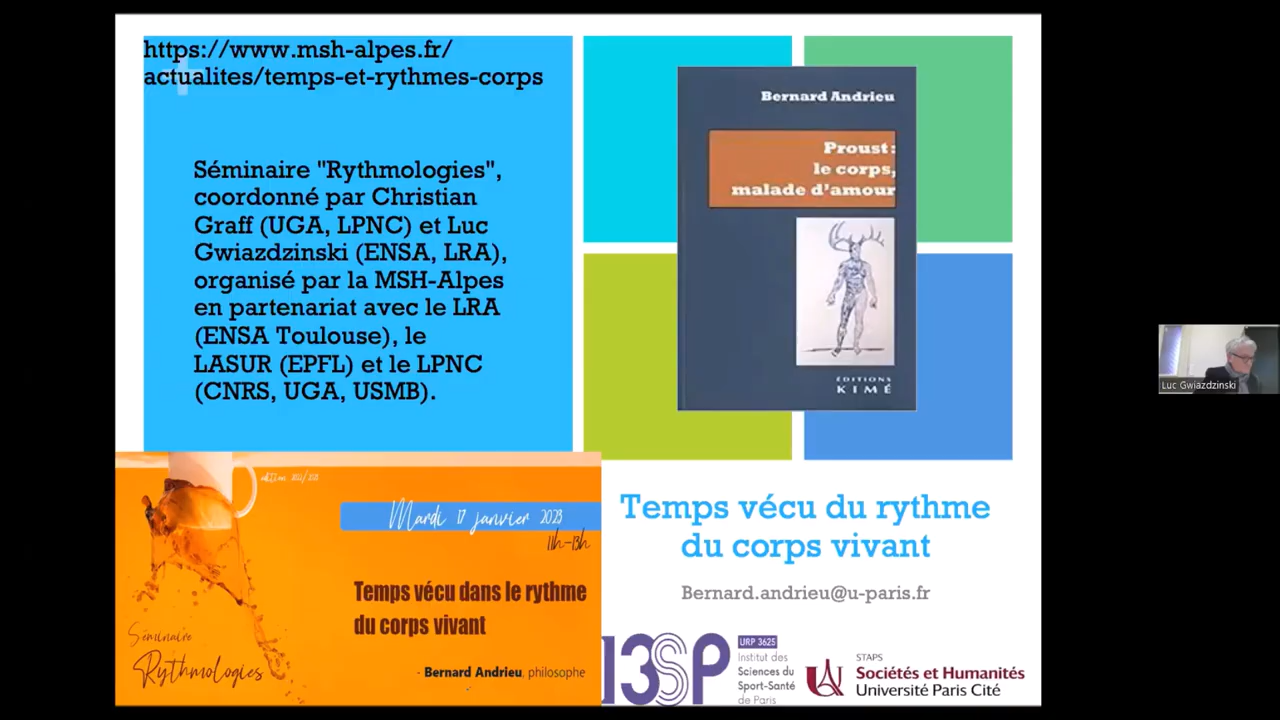 https://www.msh-alpes.fr/
actualites/temps-et-rythmes-corps
Séminaire "Rythmologies",
coordonné par Christian
Graff (UGA, LPNC) et Luc
Gwiazdzinski (ENSA, LRA),
organisé par la MSH-Alpes
en partenariat avec le LRA
(ENSA Toulouse), le
LASUR (EPFL) et le LPNC
(CNRS, UGA, USMB).
Bernard Andrieu
Proust :
le corps,
malade d'amour
ÉDITIONS
KIMÉ
Luc Gwiazdzinski
édition 2022/2023
Mardi 17 janvier 2023
11h-13h
Temps vécu dans le rythme
du corps vivant
Séminaire
Rythmologies
- Bernard Andrieu, philosophe
Temps vécu du rythme
du corps vivant
Bernard.andrieu@u-paris.fr
I3SP
URP 3625
Institut des
Sciences du
Sport-Santé
de Paris
STAPS
Sociétés et Humanités
Université Paris Cité